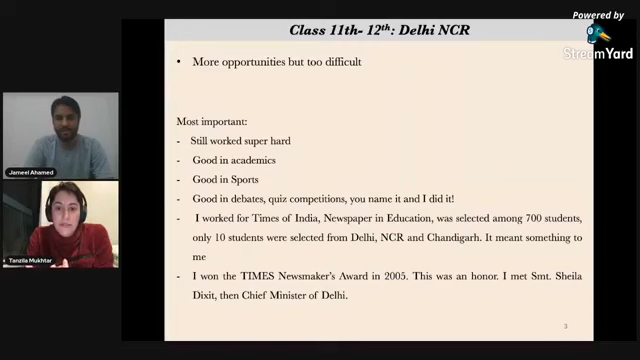 Class 11th- 12th: Delhi NCR
Powered by
StreamYard
• More opportunities but too difficult
Most important:
- Still worked super hard
- Good in academics
- Good in Sports
- Good in debates, quiz competitions, you name it and I did it!
- I worked for Times of India, Newspaper in Education, was selected among 700 students,
only 10 students were selected from Delhi, NCR and Chandigarh. It meant something to
me
- I won the TIMES Newsmaker's Award in 2005. This was an honor. I met Smt. Sheila
Dixit, then Chief Minister of Delhi.
Jameel Ahamed
Tanzila Mukhtar
3